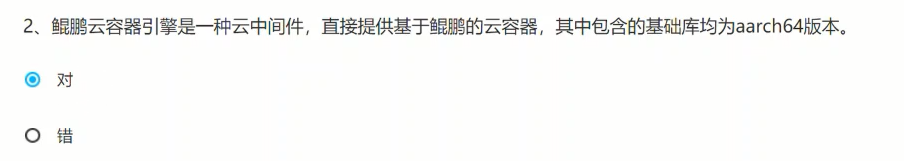 2、鲲鹏云容器引擎是一种云中间件，直接提供基于鲲鹏的云容器，其中包含的基础库均为aarch64版本。
对
错